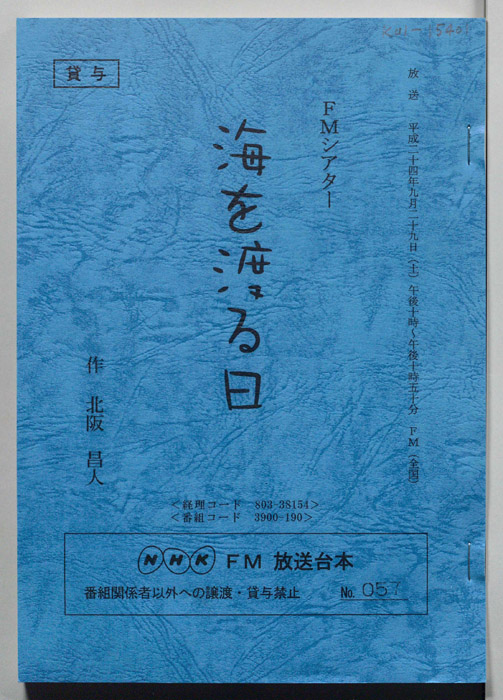 放送　平成二十四年九月二十九日（土）午後十時～午後十時五十分　ＦＭ（全国）
貸与
ＦＭシアター
海を渡る日
作　北阪　昌人
＜経理コード　803-38154＞
＜番組コード　3900-190＞
NHK FM 放送台本
番組関係者以外への譲渡・貸与禁止　No. 057